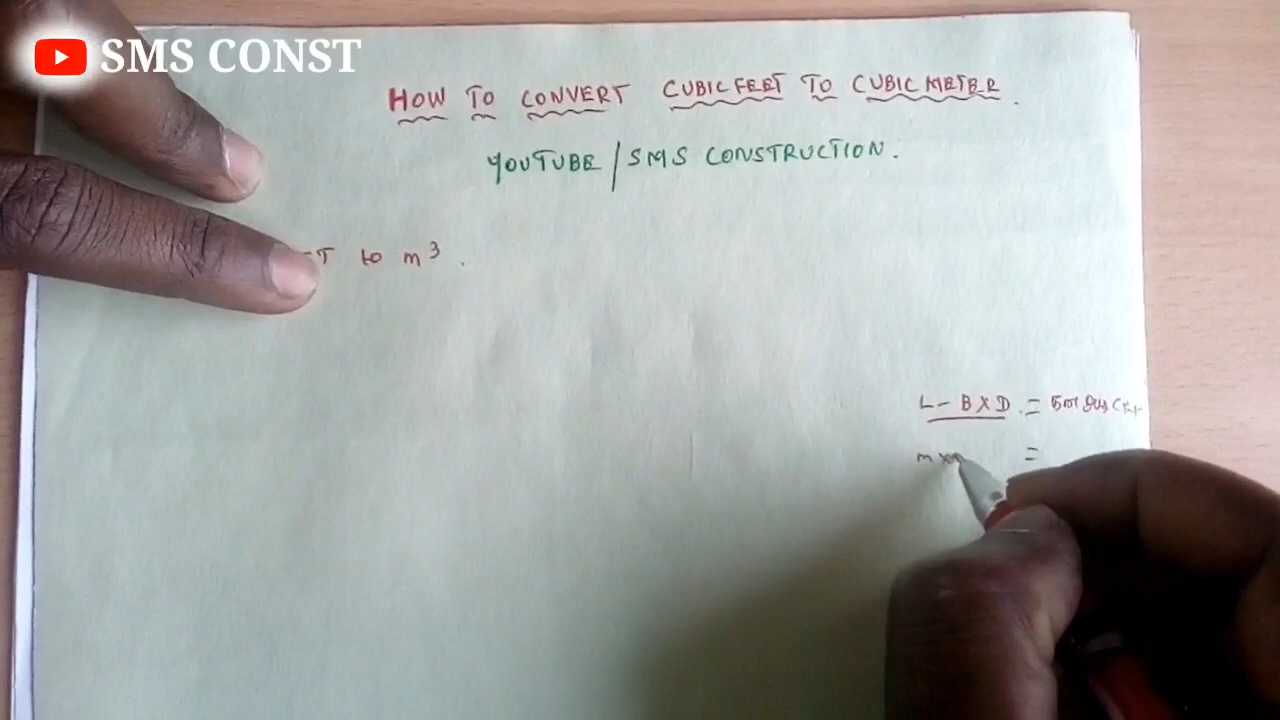 SMS CONST
HOW TO CONVERT CUBIC FEET TO CUBIC METER.
YOUTUBE / SMS CONSTRUCTION.
T to m³.
L - B X D =
m x =